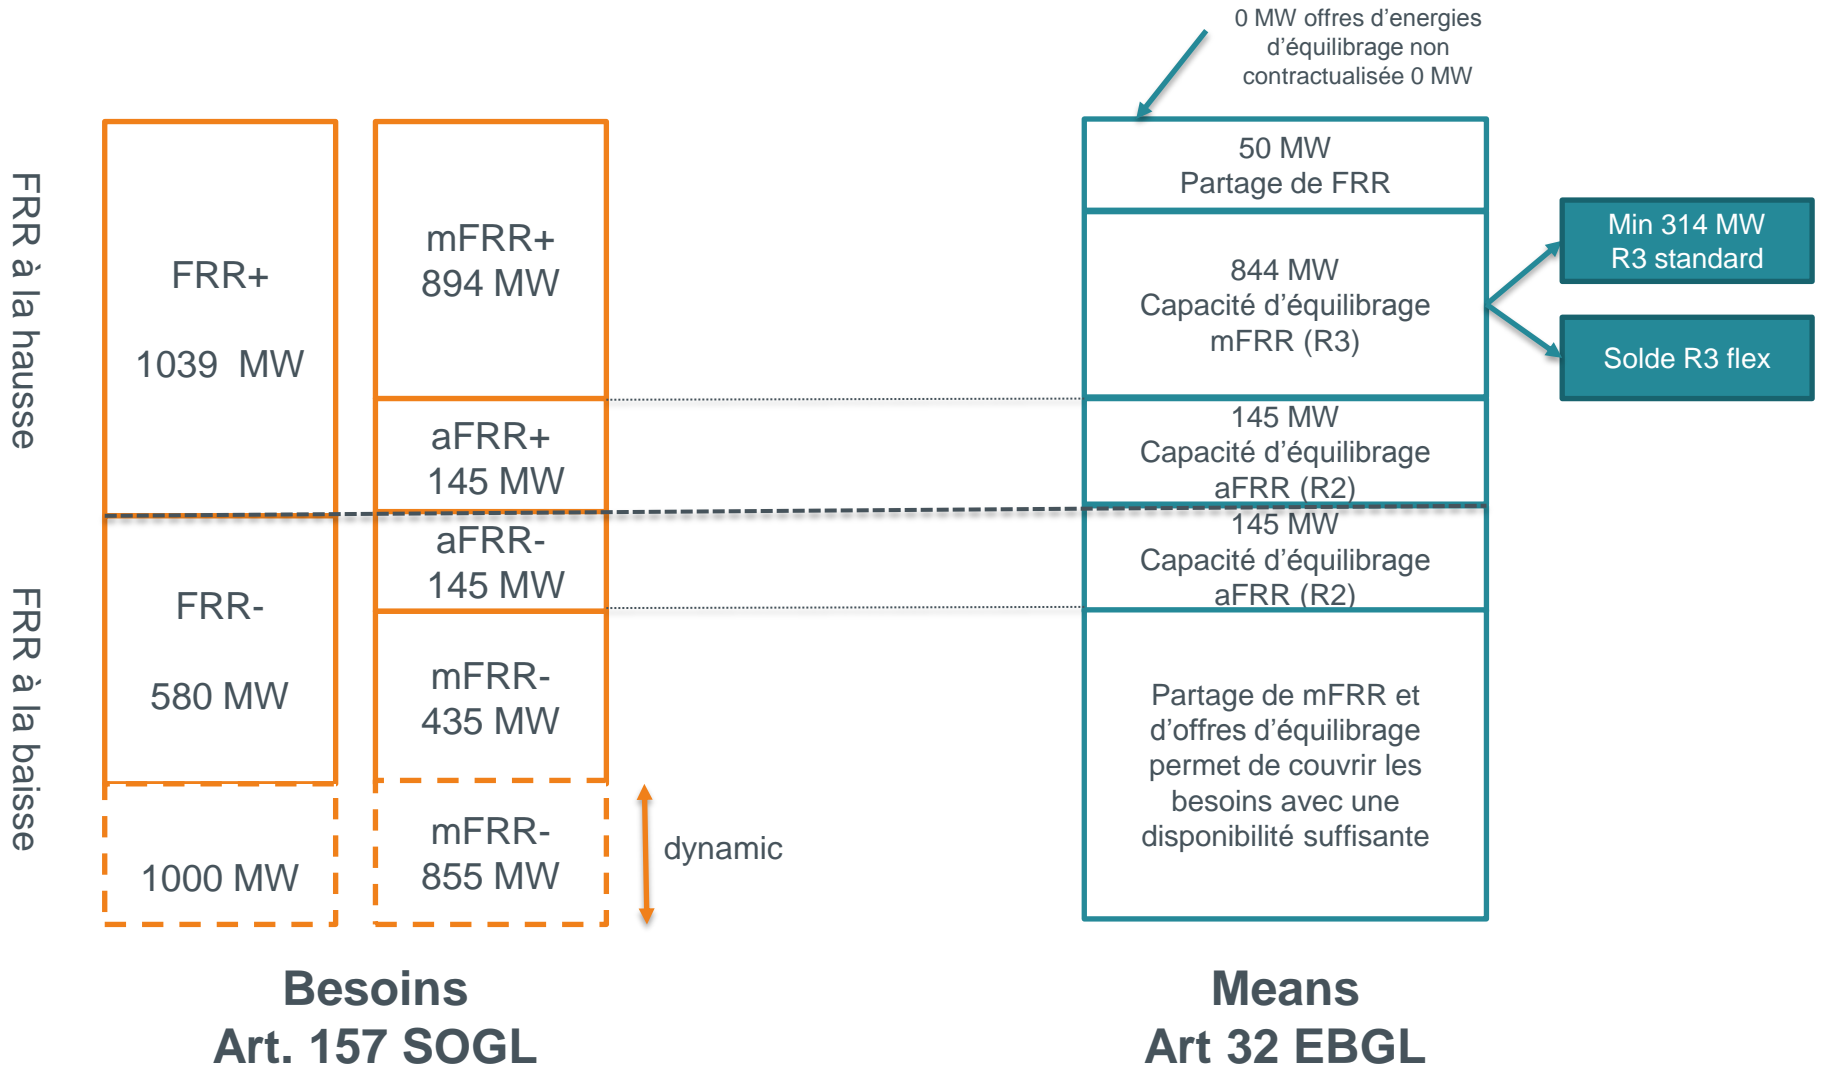 0 MW offres d’energies
d’équilibrage non
contractualisée 0 MW
FRR à la hausse
FRR+
1039 MW
mFRR+
894 MW
aFRR+
145 MW
50 MW
Partage de FRR
844 MW
Capacité d’équilibrage
mFRR (R3)
Min 314 MW
R3 standard
Solde R3 flex
145 MW
Capacité d’équilibrage
aFRR (R2)
FRR à la baisse
FRR-
580 MW
1000 MW
aFRR-
145 MW
mFRR-
435 MW
mFRR-
855 MW
dynamic
145 MW
Capacité d’équilibrage
aFRR (R2)
Partage de mFRR et
d’offres d’équilibrage
permet de couvrir les
besoins avec une
disponibilité suffisante
Besoins
Art. 157 SOGL
Means
Art 32 EBGL